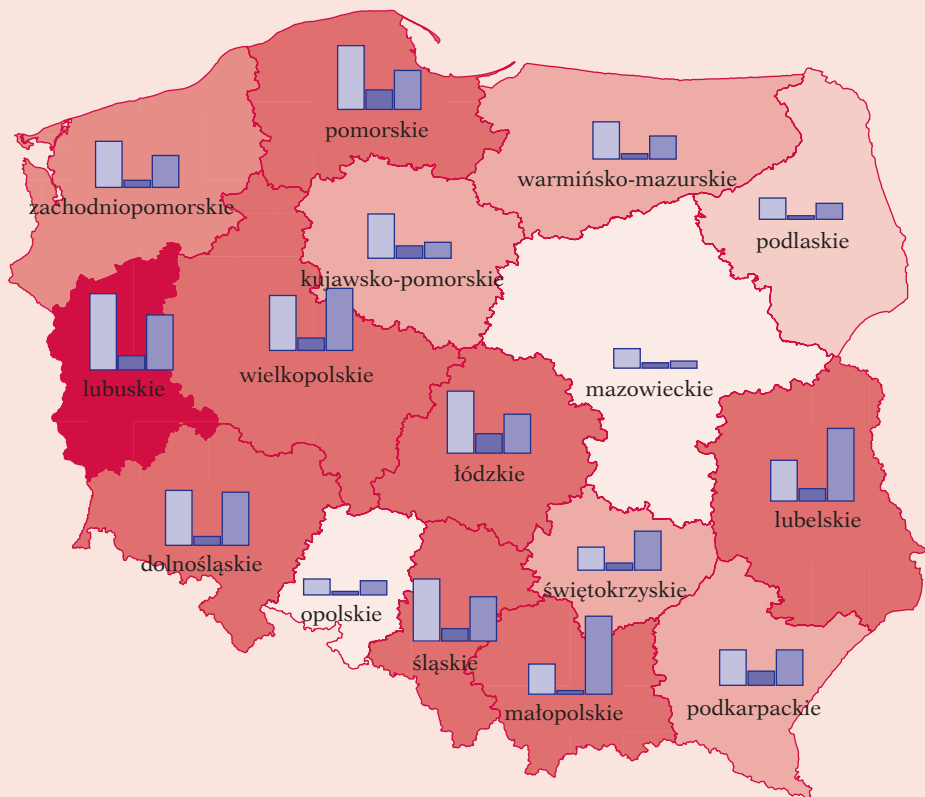 pomorskie
warmińsko-mazurskie
zachodniopomorskie
podlaskie
kujawsko-pomorskie
wielkopolskie
mazowieckie
lubuskie
łódzkie
lubelskie
dolnośląskie
świętokrzyskie
opolskie
śląskie
małopolskie
podkarpackie